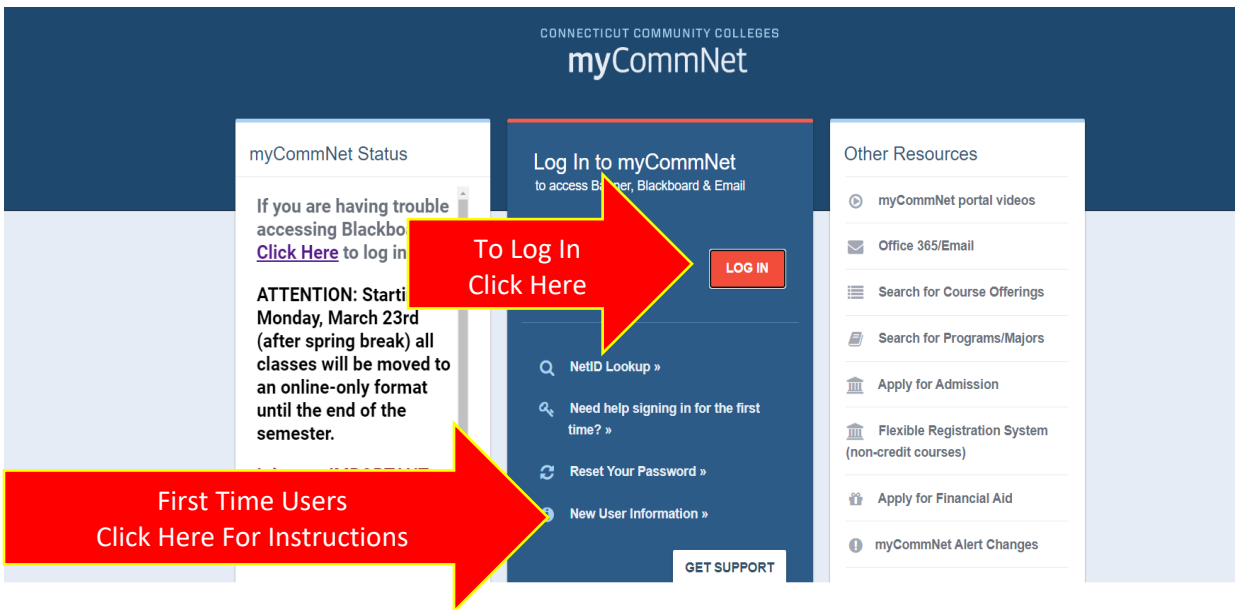 CONNECTICUT COMMUNITY COLLEGES
myCommNet
myCommNet Status
If you are having trouble
accessing
Click Here to log in
ATTENTION:
Monday, March 23rd
(after spring break) all
classes will be moved to
an online-only format
until the end of the
semester.
Log In to myCommNet
to access Banner, Blackboard & Email
To Log In
Click Here
LOG IN
NetID Lookup »
Need help signing in for the first
time? »
Reset Your Password »
New User Information »
GET SUPPORT
First Time Users
Click Here For Instructions
Other Resources
myCommNet portal videos
Office 365/Email
Search for Course Offerings
Search for Programs/Majors
Apply for Admission
Flexible Registration System
(non-credit courses)
Apply for Financial Aid
myCommNet Alert Changes